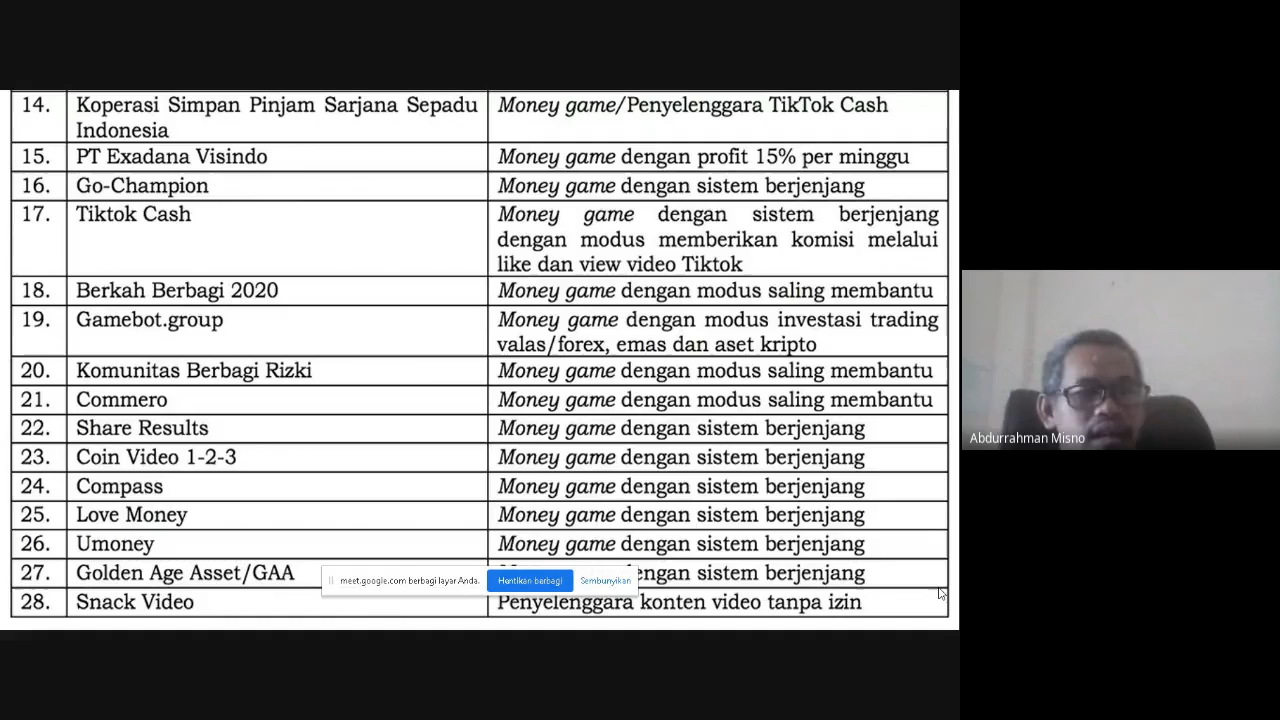 14. Koperasi Simpan Pinjam Sarjana Sepadu Money game/Penyelenggara TikTok Cash
Indonesia
15. PT Exadana Visindo Money game dengan profit 15% per minggu
16. Go-Champion Money game dengan sistem berjenjang
17. Tiktok Cash Money game dengan sistem berjenjang
dengan modus memberikan komisi melalui
like dan view video Tiktok
18. Berkah Berbagi 2020 Money game dengan modus saling membantu
19. Gamebot.group Money game dengan modus investasi trading
valas/forex, emas dan aset kripto
20. Komunitas Berbagi Rizki Money game dengan modus saling membantu
21. Commero Money game dengan modus saling membantu
22. Share Results Money game dengan sistem berjenjang
23. Coin Video 1-2-3 Money game dengan sistem berjenjang
24. Compass Money game dengan sistem berjenjang
25. Love Money Money game dengan sistem berjenjang
26. Umoney Money game dengan sistem berjenjang
27. Golden Age Asset/GAA engan sistem berjenjang
meet.google.com berbagi layar Anda. Hentikan berbagi Sembunyikan
28. Snack Video Penyelenggara konten video tanpa izin
Abdurrahman Misno